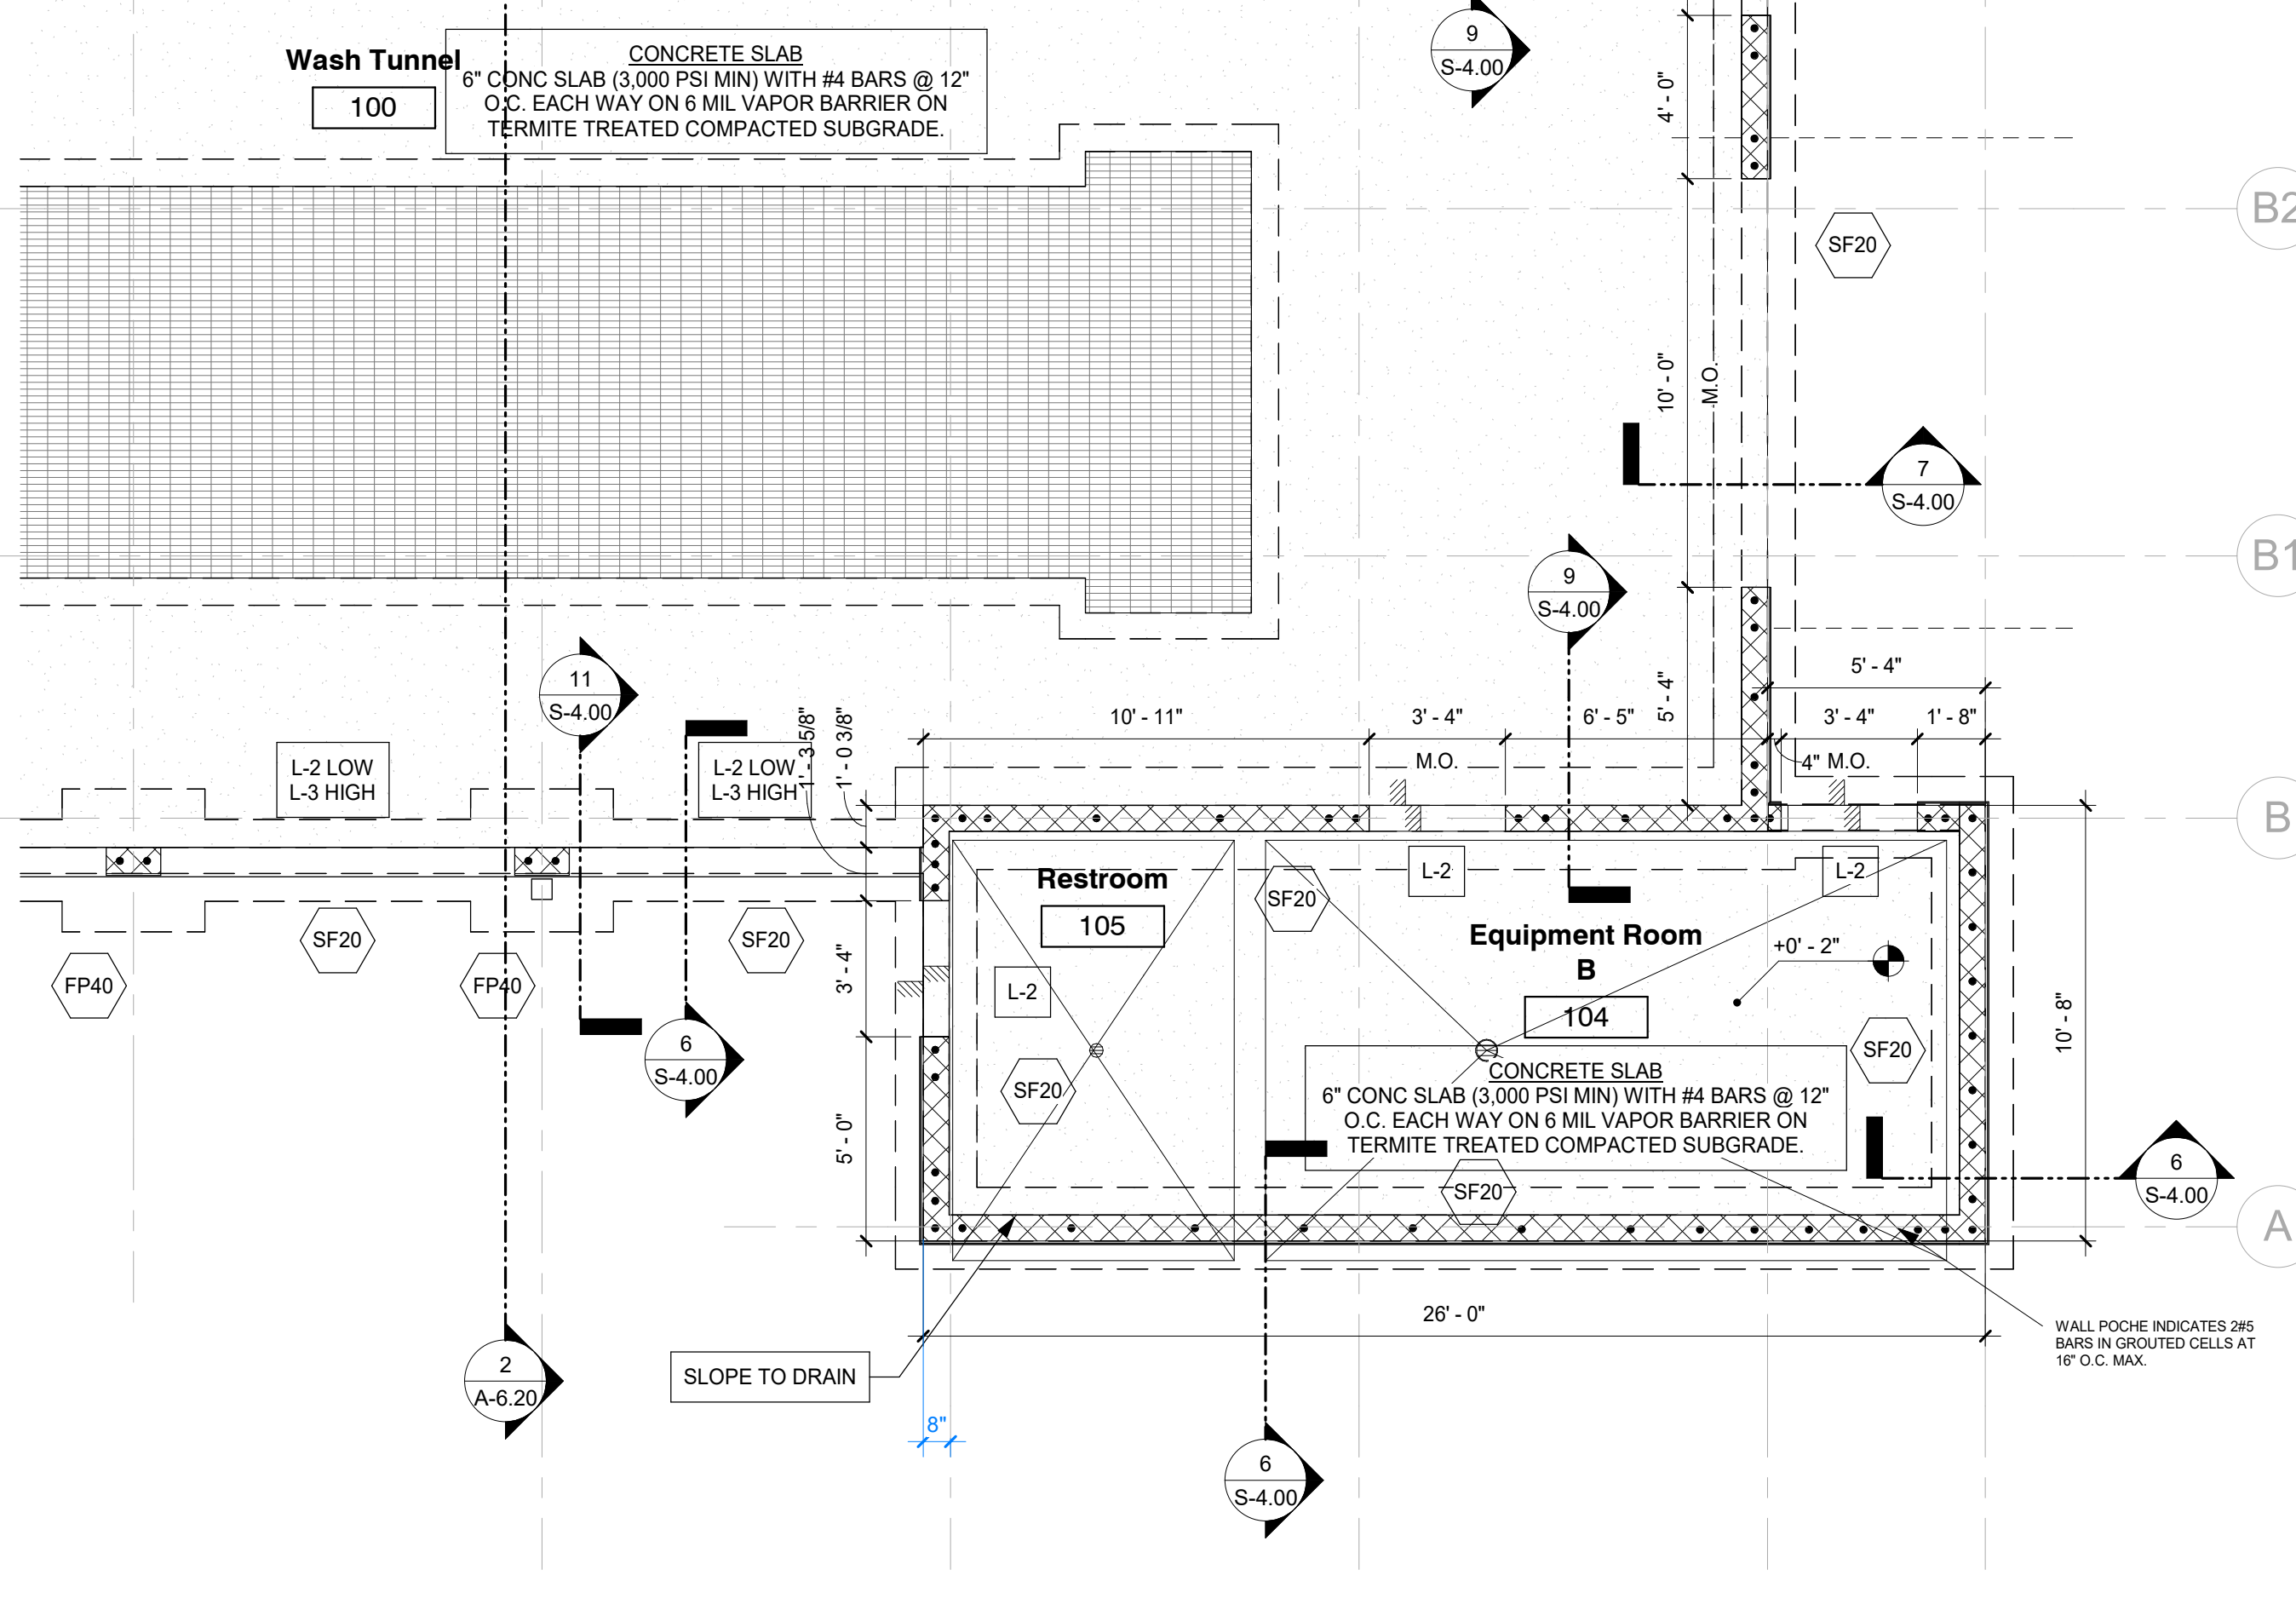 Wash Tunnel
100
CONCRETE SLAB
6" CONC SLAB (3,000 PSI MIN) WITH #4 BARS @ 12"
O.C. EACH WAY ON 6 MIL VAPOR BARRIER ON
TERMITE TREATED COMPACTED SUBGRADE.
9
S-4.00
4' - 0"
B2
SF20
10' - 0"
M.O.
7
S-4.00
B1
9
S-4.00
11
S-4.00
5' - 4"
5' - 4"
10' - 11"
3' - 4"
6' - 5"
3' - 4"
1' - 8"
M.O.
4" M.O.
1' - 3 5/8"
1' - 0 3/8"
L-2 LOW
L-3 HIGH
L-2 LOW
L-3 HIGH
B
Restroom
105
SF20
L-2
L-2
SF20
SF20
FP40
FP40
3' - 4"
L-2
Equipment Room
B
104
+0' - 2"
10' - 8"
6
S-4.00
SF20
SF20
CONCRETE SLAB
6" CONC SLAB (3,000 PSI MIN) WITH #4 BARS @ 12"
O.C. EACH WAY ON 6 MIL VAPOR BARRIER ON
TERMITE TREATED COMPACTED SUBGRADE.
5' - 0"
SF20
6
S-4.00
A
26' - 0"
WALL POCHE INDICATES 2#5
BARS IN GROUTED CELLS AT
16" O.C. MAX.
2
A-6.20
SLOPE TO DRAIN
8"
6
S-4.00